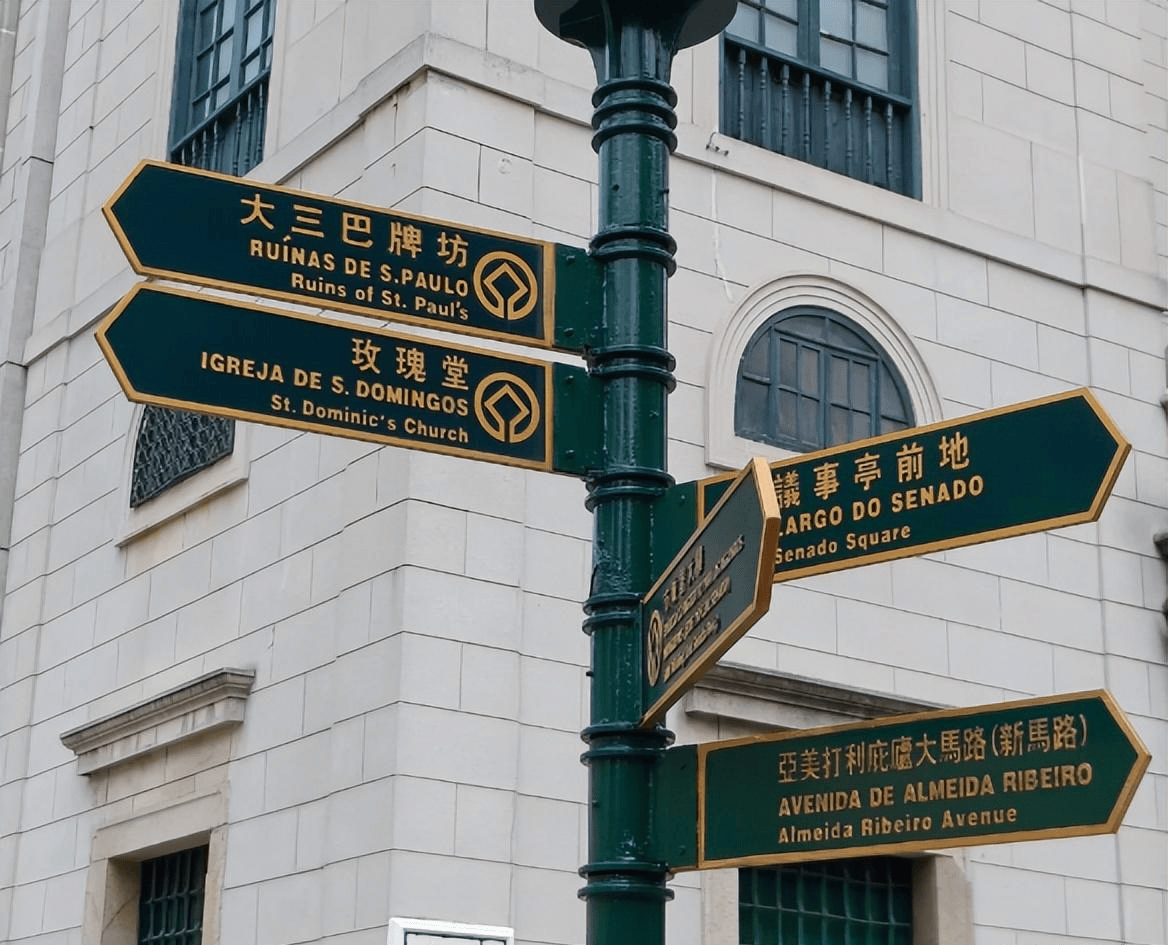 大三巴牌坊
RUÍNAS DE S.PAULO
Ruins of St. Paul's
玫瑰堂
IGREJA DE S. DOMINGOS
St. Dominic's Church
議事亭前地
LARGO DO SENADO
Senado Square
亞美打利庇盧大馬路(新馬路)
AVENIDA DE ALMEIDA RIBEIRO
Almeida Ribeiro Avenue